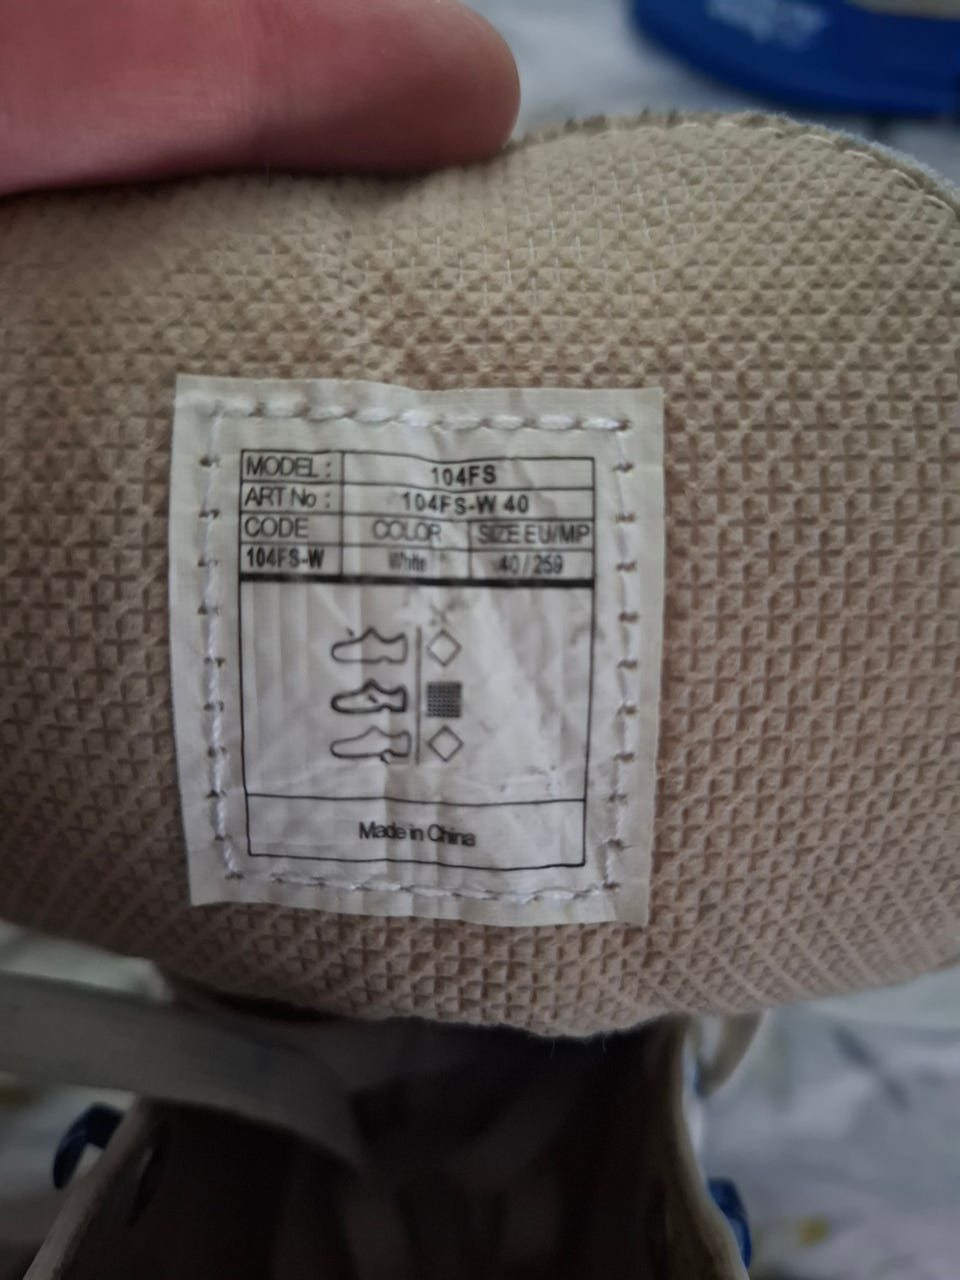 MODEL : 104FS
ART No : 104FS-W 40
CODE COLOR SIZE EU/MP
104FS-W White 40/259
Made in China